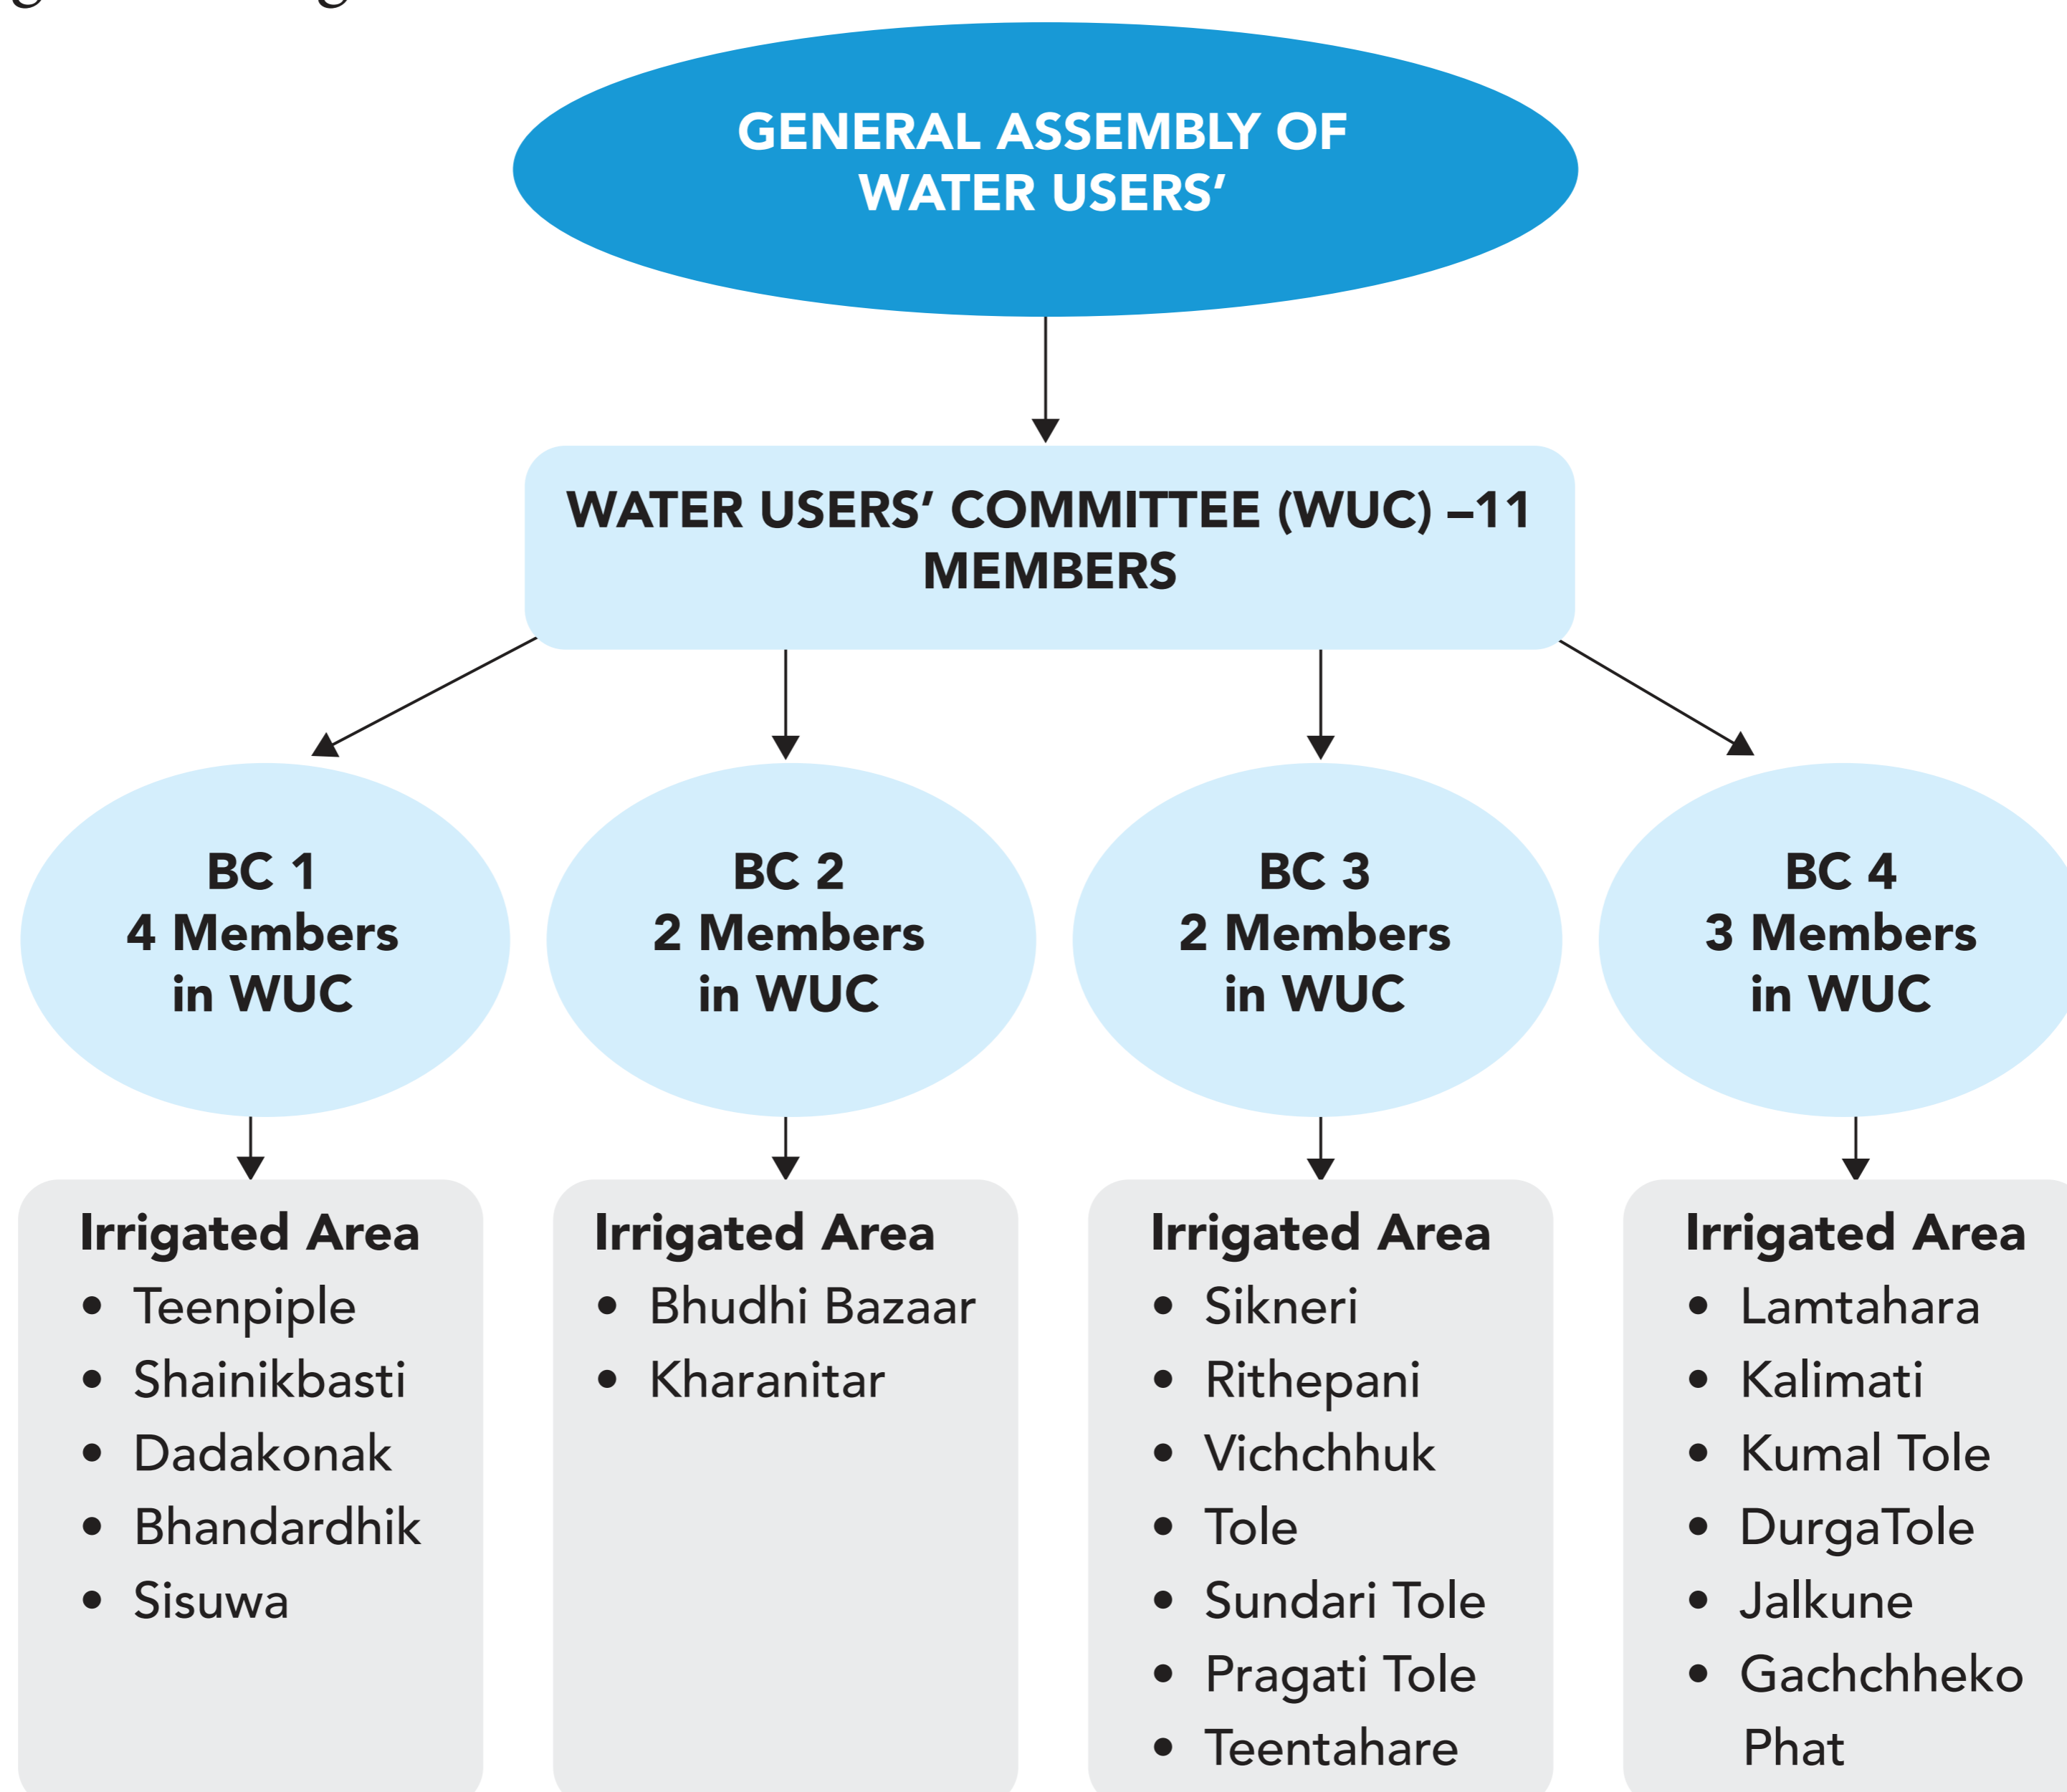 GENERAL ASSEMBLY OF
WATER USERS’
WATER USERS’ COMMITTEE (WUC) –11
MEMBERS
BC 1
4 Members
in WUC
BC 2
2 Members
in WUC
BC 3
2 Members
in WUC
BC 4
3 Members
in WUC
Irrigated Area
• Teenpiple
• Shainikbasti
• Dadakonak
• Bhandardhik
• Sisuwa
Irrigated Area
• Bhudhi Bazaar
• Kharanitar
Irrigated Area
• Sikneri
• Rithepani
• Vichchhuk
• Tole
• Sundari Tole
• Pragati Tole
• Teentahare
Irrigated Area
• Lamtahara
• Kalimati
• Kumal Tole
• DurgaTole
• Jalkune
• Gachchheko
Phat